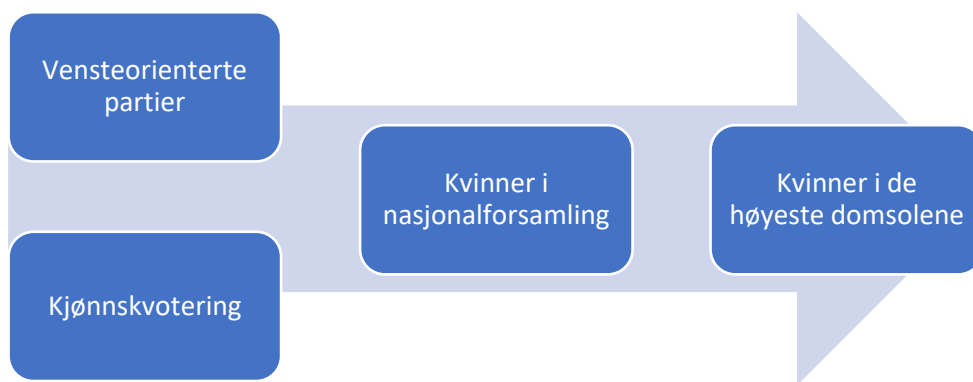 Vensteorienterte
partier
Kjønnskvotering
Kvinner i
nasjonalforsamling
Kvinner i de
høyeste domsolene